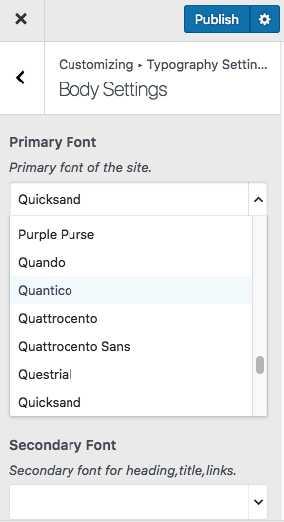 Publish
Customizing ▸ Typography Settin...
Body Settings
Primary Font
Primary font of the site.
Quicksand
Purple Purse
Quando
Quantico
Quattrocento
Quattrocento Sans
Questrial
Quicksand
Secondary Font
Secondary font for heading,title,links.